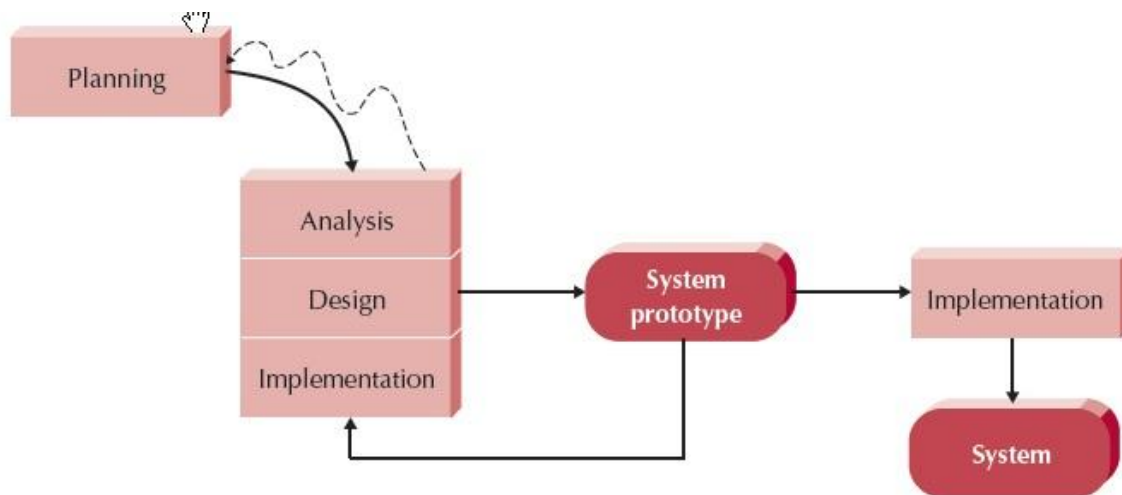 Planning
Analysis
Design
Implementation
System
prototype
Implementation
System